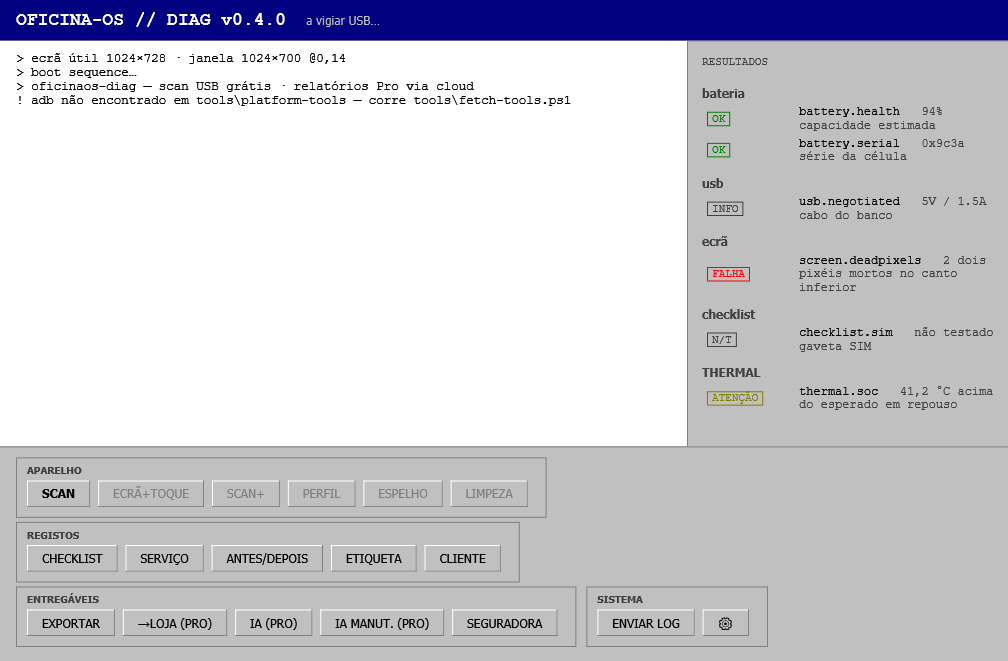 OFICINA-OS // DIAG v0.4.0 a vigiar USB…
> ecrã útil 1024×728 · janela 1024×700 @0,14
> boot sequence…
> oficinaos-diag — scan USB grátis · relatórios Pro via cloud
! adb não encontrado em tools\platform-tools — corre tools\fetch-tools.ps1
RESULTADOS
bateria
OK battery.health 94%
capacidade estimada
OK battery.serial 0x9c3a
série da célula
usb
INFO usb.negotiated 5V / 1.5A
cabo do banco
ecrã
FALHA screen.deadpixels 2 dois
pixéis mortos no canto
inferior
checklist
N/T checklist.sim não testado
gaveta SIM
THERMAL
ATENÇÃO thermal.soc 41,2 °C acima
do esperado em repouso
APARELHO
SCAN ECRÃ+TOQUE SCAN+ PERFIL ESPELHO LIMPEZA
REGISTOS
CHECKLIST SERVIÇO ANTES/DEPOIS ETIQUETA CLIENTE
ENTREGÁVEIS
EXPORTAR →LOJA (PRO) IA (PRO) IA MANUT. (PRO) SEGURADORA
SISTEMA
ENVIAR LOG